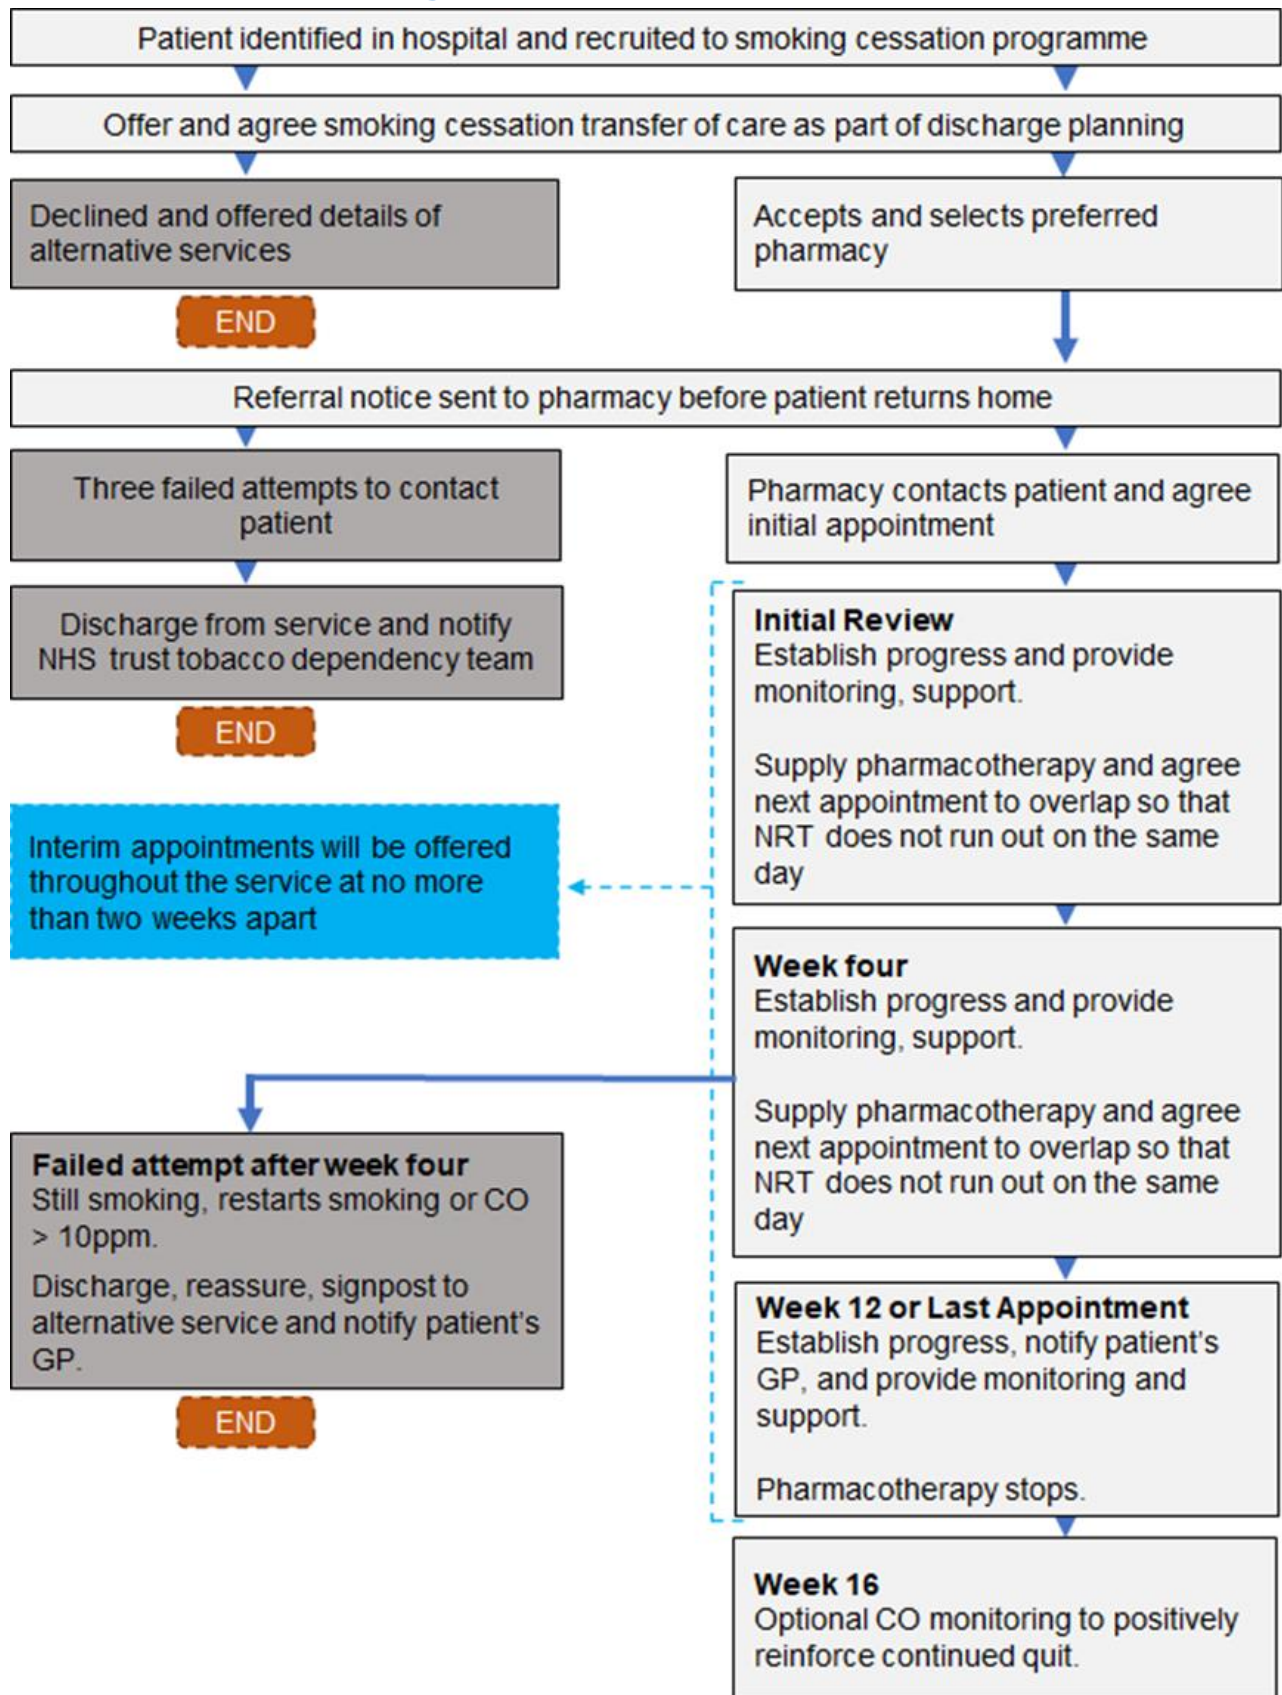 Patient identified in hospital and recruited to smoking cessation programme
Offer and agree smoking cessation transfer of care as part of discharge planning
Declined and offered details of
alternative services
END
Accepts and selects preferred
pharmacy
Referral notice sent to pharmacy before patient returns home
Three failed attempts to contact
patient
Discharge from service and notify
NHS trust tobacco dependency team
END
Pharmacy contacts patient and agree
initial appointment
Initial Review
Establish progress and provide
monitoring, support.
Supply pharmacotherapy and agree
next appointment to overlap so that
NRT does not run out on the same
day
Interim appointments will be offered
throughout the service at no more
than two weeks apart
Week four
Establish progress and provide
monitoring, support.
Supply pharmacotherapy and agree
next appointment to overlap so that
NRT does not run out on the same
day
Failed attempt after week four
Still smoking, restarts smoking or CO
> 10ppm.
Discharge, reassure, signpost to
alternative service and notify patient's
GP.
END
Week 12 or Last Appointment
Establish progress, notify patient's
GP, and provide monitoring and
support.
Pharmacotherapy stops.
Week 16
Optional CO monitoring to positively
reinforce continued quit.